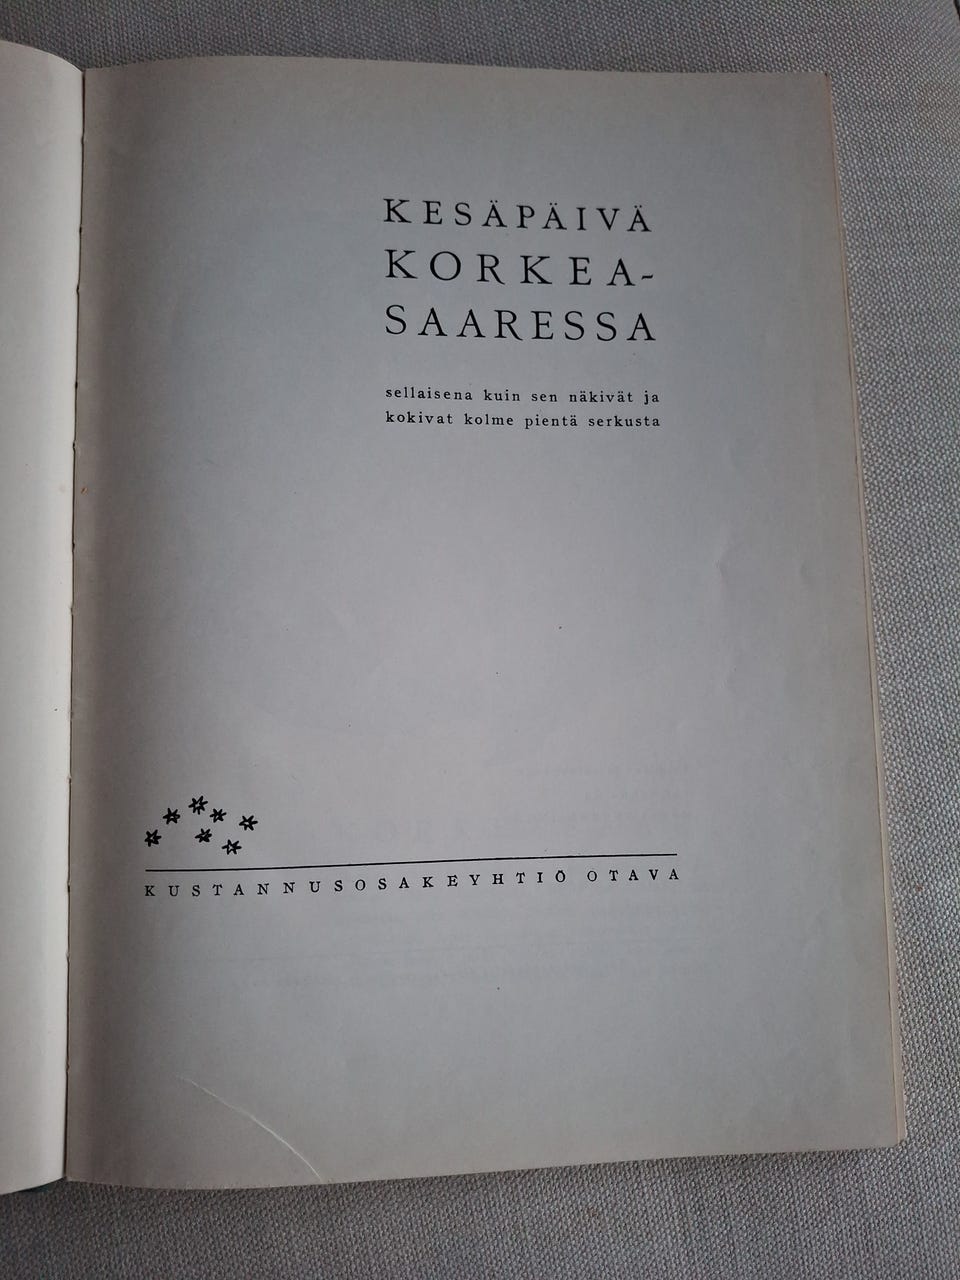 KESÄPÄIVÄ
KORKEA-
SAARESSA
sellaisena kuin sen näkivät ja
kokivat kolme pientä serkusta
KUSTANNUSOSAKEYHTIÖ OTAVA